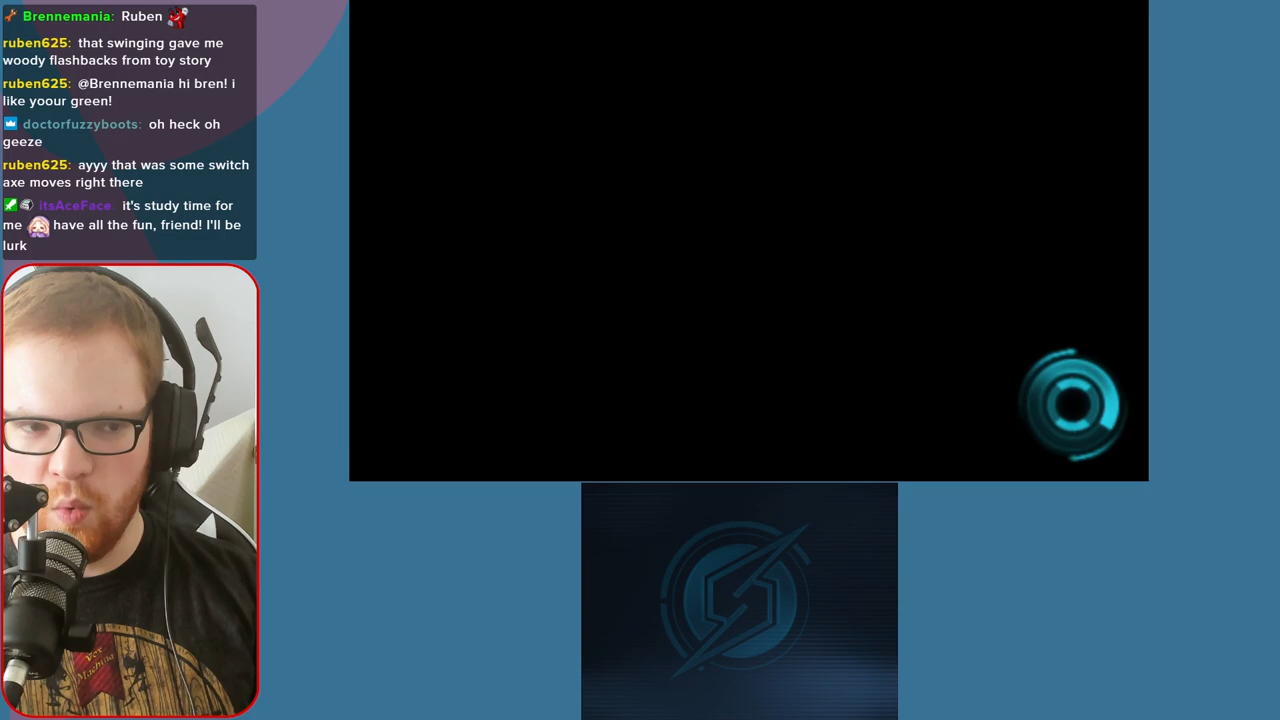 Brennemania: Ruben
ruben625: that swinging gave me
woody flashbacks from toy story
ruben625: @Brennemania hi bren! i
like yoour green!
doctorfuzzyboots: oh heck oh
geeze
ruben625: ayyy that was some switch
axe moves right there
itsAceFace: it's study time for
me have all the fun, friend! I'll be
lurk
Vox
Machina